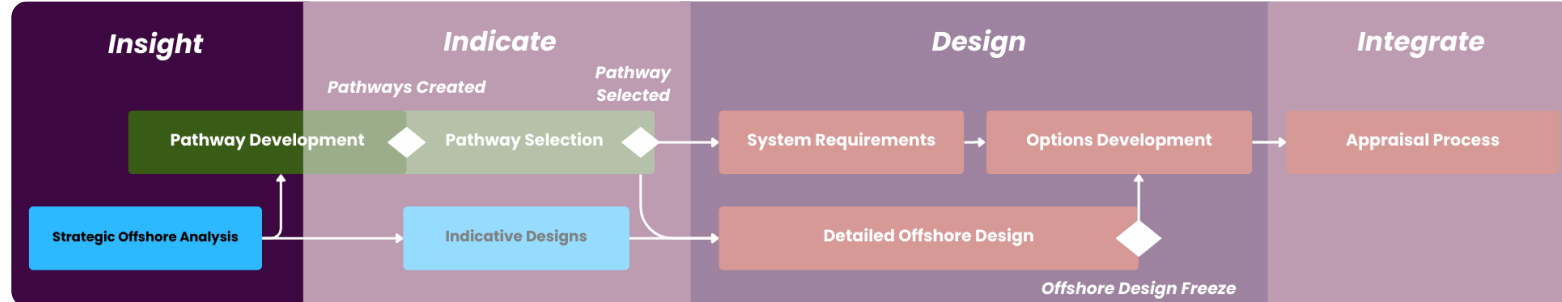 Insight
Indicate
Design
Integrate
Pathways Created
Pathway
Selected
Pathway Development
Pathway Selection
System Requirements
Options Development
Appraisal Process
Strategic Offshore Analysis
Indicative Designs
Detailed Offshore Design
Offshore Design Freeze